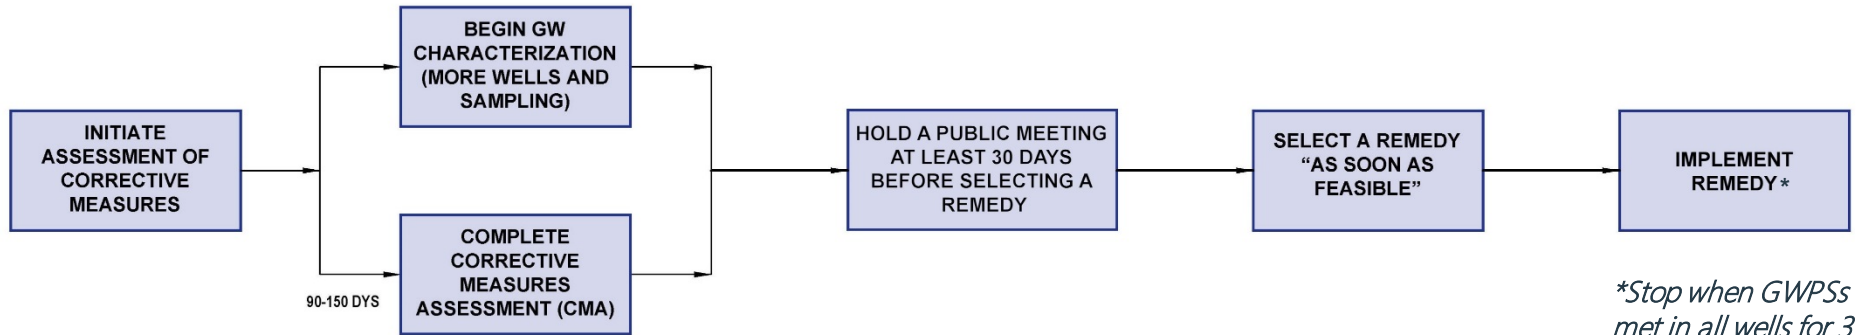 INITIATE
ASSESSMENT OF
CORRECTIVE
MEASURES
BEGIN GW
CHARACTERIZATION
(MORE WELLS AND
SAMPLING)
90-150 DYS
COMPLETE
CORRECTIVE
MEASURES
ASSESSMENT (CMA)
HOLD A PUBLIC MEETING
AT LEAST 30 DAYS
BEFORE SELECTING A
REMEDY
SELECT A REMEDY
“AS SOON AS
FEASIBLE”
IMPLEMENT
REMEDY*
*Stop when GWPSs
met in all wells for 3